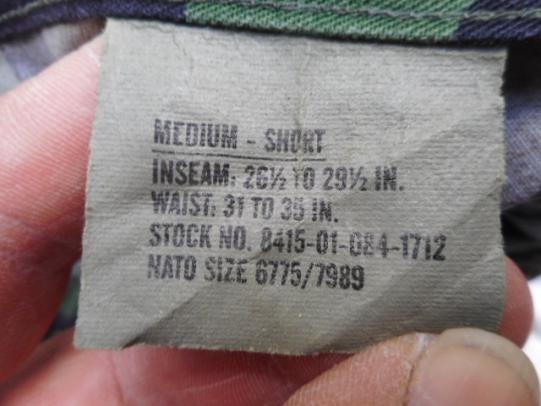 MEDIUM - SHORT
INSEAM: 26½ TO 29½ IN.
WAIST: 31 TO 35 IN.
STOCK NO. 8415-01-084-1712
NATO SIZE 6775/7989